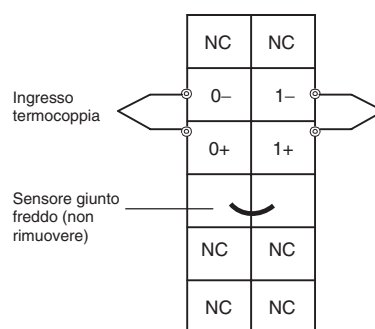 NC NC
Ingresso
termocoppia
0– 1–
0+ 1+
Sensore giunto
freddo (non
rimuovere)
NC NC
NC NC